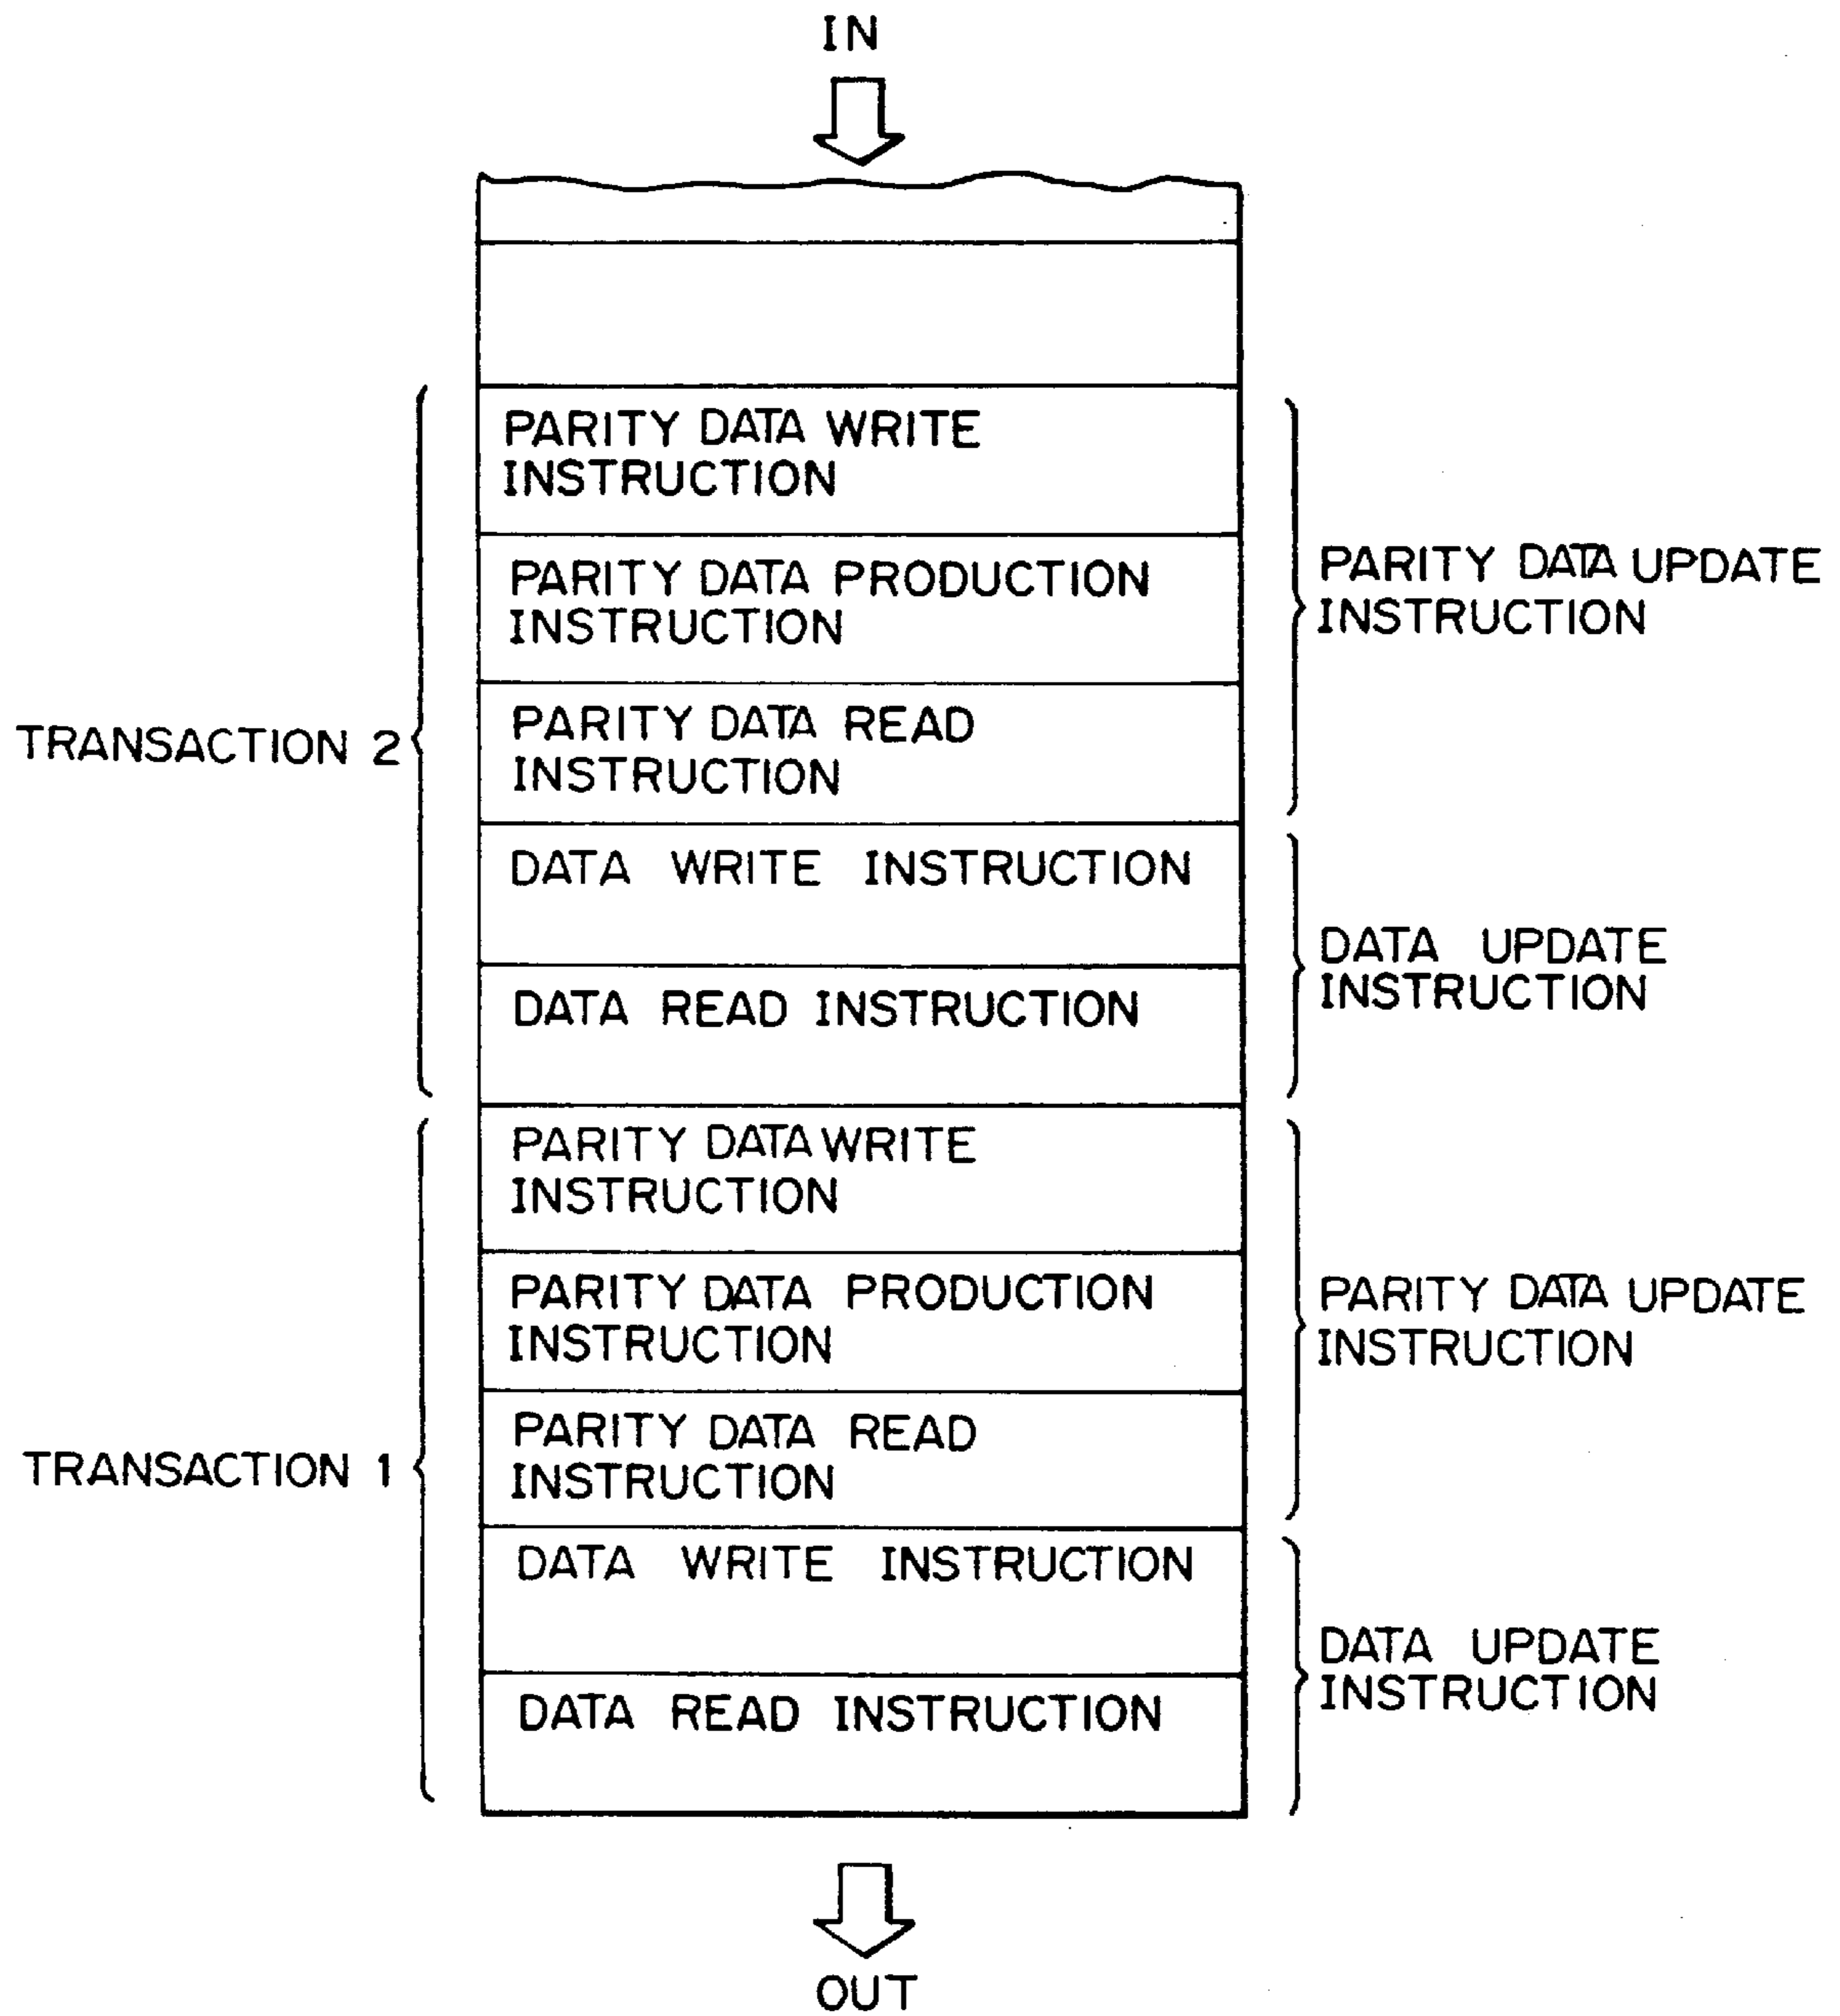 IN
PARITY DATA WRITE
INSTRUCTION
PARITY DATA PRODUCTION
INSTRUCTION
PARITY DATA UPDATE
INSTRUCTION
TRANSACTION 2
PARITY DATA READ
INSTRUCTION
DATA WRITE INSTRUCTION
DATA READ INSTRUCTION
DATA UPDATE
INSTRUCTION
PARITY DATA WRITE
INSTRUCTION
PARITY DATA PRODUCTION
INSTRUCTION
PARITY DATA UPDATE
INSTRUCTION
TRANSACTION 1
PARITY DATA READ
INSTRUCTION
DATA WRITE INSTRUCTION
DATA READ INSTRUCTION
DATA UPDATE
INSTRUCTION
OUT